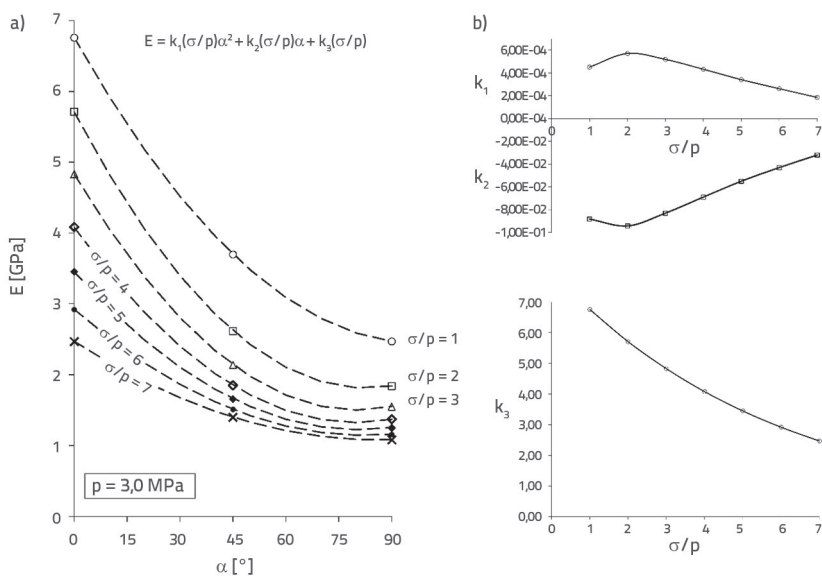 a)
E = k₁(σ/p)α² + k₂(σ/p)α + k₃(σ/p)
7
6
5
4
3
2
1
0
E [GPa]
σ/p = 4
σ/p = 5
σ/p = 6
σ/p = 7
σ/p = 1
σ/p = 2
σ/p = 3
p = 3,0 MPa
0 15 30 45 60 75 90
α [°]
b)
6,00E-04
4,00E-04
2,00E-04
0,00E-04
k₁
0 1 2 3 4 5 6 7
σ/p
-2,00E-02
-4,00E-02
-6,00E-02
-8,00E-02
-1,00E-01
k₂
7,00
6,00
5,00
4,00
3,00
2,00
1,00
0,00
k₃
0 1 2 3 4 5 6 7
σ/p